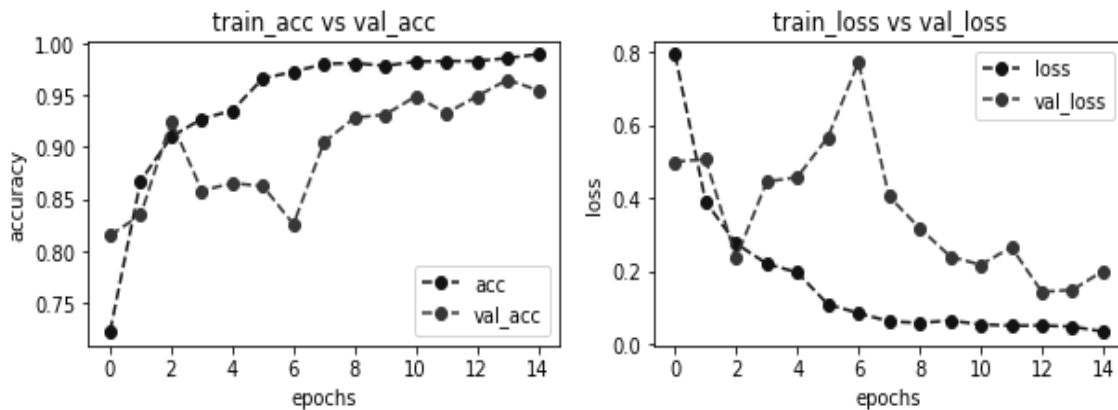 train_acc vs val_acc
1.00
0.95
0.90
0.85
0.80
0.75
accuracy
acc
val_acc
0 2 4 6 8 10 12 14
epochs
train_loss vs val_loss
0.8
0.6
0.4
0.2
0.0
loss
loss
val_loss
0 2 4 6 8 10 12 14
epochs